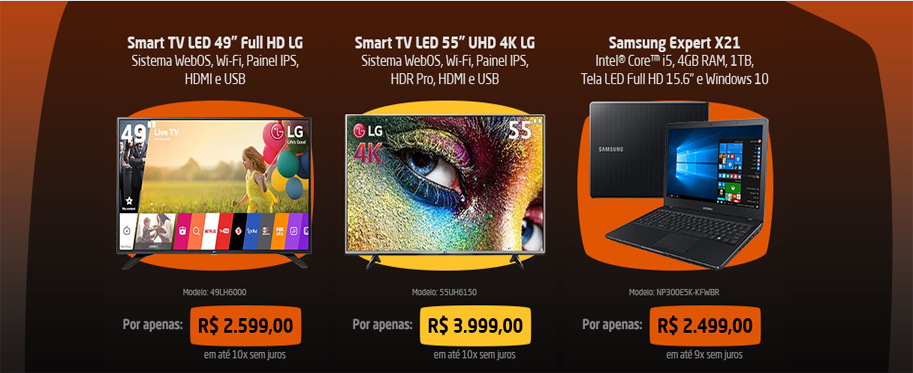 Smart TV LED 49" Full HD LG
Sistema WebOS, Wi-Fi, Painel IPS,
HDMI e USB
49"
Live TV
LG
Life's Good
NETFLIX
Modelo: 49LH6000
Por apenas:
R$ 2.599,00
em até 10x sem juros
Smart TV LED 55" UHD 4K LG
Sistema WebOS, Wi-Fi, Painel IPS,
HDR Pro, HDMI e USB
LG
4K
55"
Modelo: 55UH6150
Por apenas:
R$ 3.999,00
em até 10x sem juros
Samsung Expert X21
Intel® Core™ i5, 4GB RAM, 1TB,
Tela LED Full HD 15.6" e Windows 10
SAMSUNG
Modelo: NP300E5K-KFWBR
Por apenas:
R$ 2.499,00
em até 9x sem juros